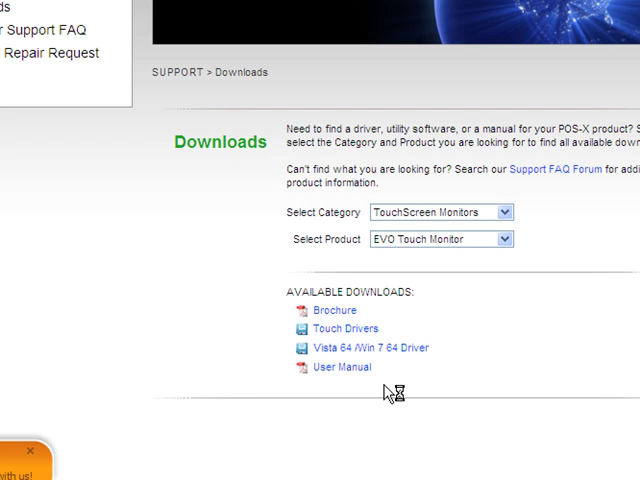 ds
r Support FAQ
Repair Request
SUPPORT > Downloads
Downloads
Need to find a driver, utility software, or a manual for your POS-X product? S
select the Category and Product you are looking for to find all available down
Can't find what you are looking for? Search our Support FAQ Forum for addi
product information.
Select Category TouchScreen Monitors
Select Product EVO Touch Monitor
AVAILABLE DOWNLOADS:
Brochure
Touch Drivers
Vista 64 /Win 7 64 Driver
User Manual
with us!